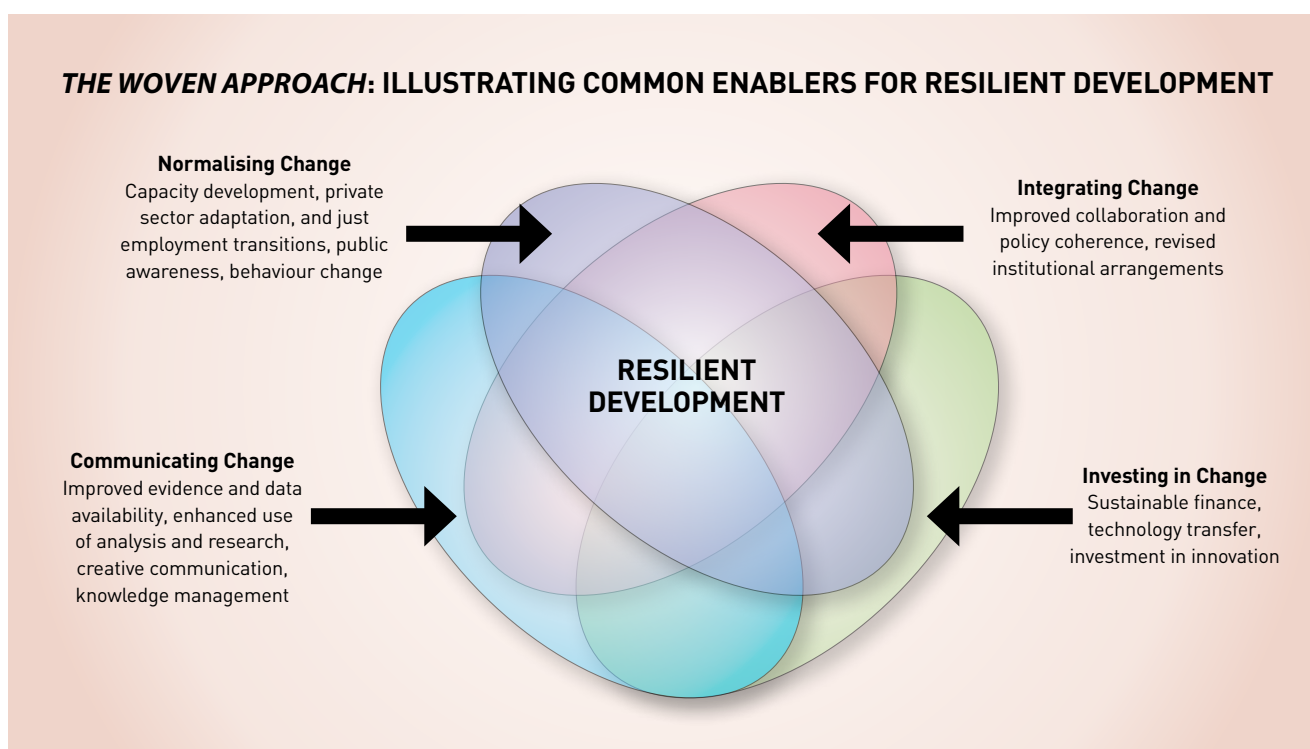 THE WOVEN APPROACH: ILLUSTRATING COMMON ENABLERS FOR RESILIENT DEVELOPMENT
Normalising Change
Capacity development, private
sector adaptation, and just
employment transitions, public
awareness, behaviour change
Integrating Change
Improved collaboration and
policy coherence, revised
institutional arrangements
RESILIENT
DEVELOPMENT
Communicating Change
Improved evidence and data
availability, enhanced use
of analysis and research,
creative communication,
knowledge management
Investing in Change
Sustainable finance,
technology transfer,
investment in innovation